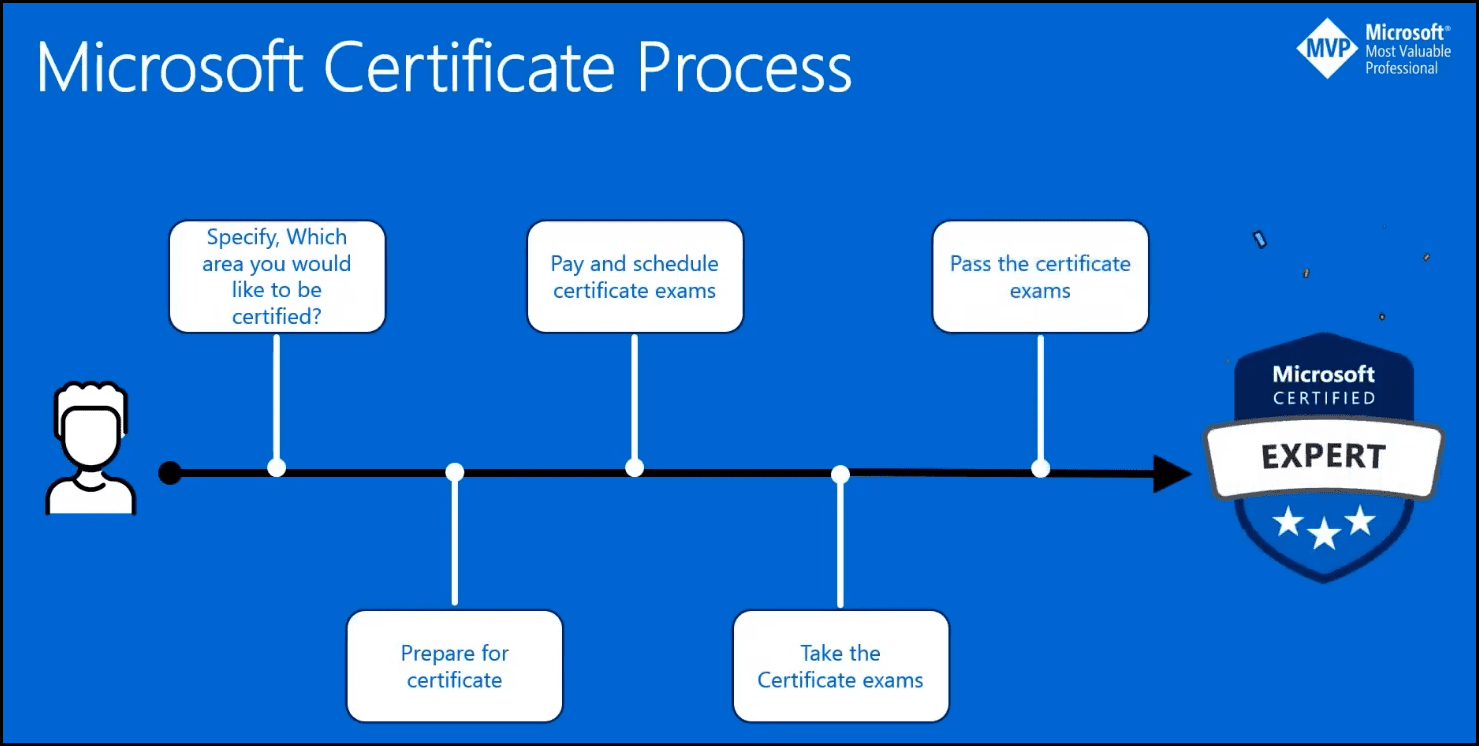 Microsoft Certificate Process
MVP
Microsoft®
Most Valuable
Professional
Specify, Which
area you would
like to be
certified?
Pay and schedule
certificate exams
Pass the certificate
exams
Microsoft
CERTIFIED
EXPERT
Prepare for
certificate
Take the
Certificate exams